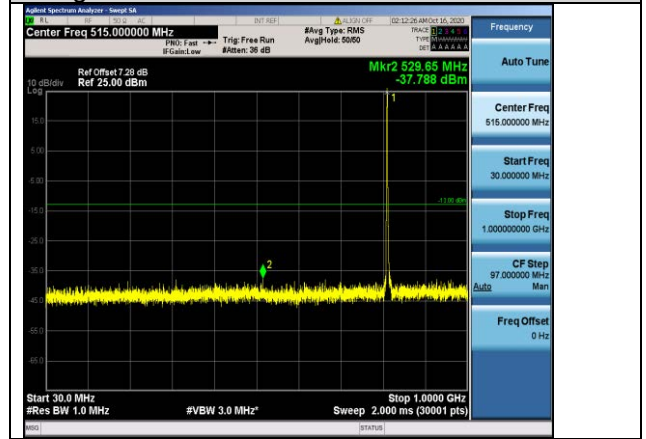 Agilent Spectrum Analyzer - Swept SA
RL RF 50 Ω AC INT REF ALIGN OFF 02:12:26 AM Oct 16, 2020
Center Freq 515.000000 MHz
PNO: Fast Trig: Free Run
IFGain:Low #Atten: 36 dB
#Avg Type: RMS
Avg|Hold: 50/50
TRACE 1 2 3 4 5 6
TYPE
DET A A A A A A
Frequency
Mkr2 529.65 MHz
-37.788 dBm
Ref Offset 7.28 dB
10 dB/div Ref 25.00 dBm
Log
1
15.0
5.00
-5.00
-13.00 dBm
-15.0
-25.0
2
-35.0
-45.0
-55.0
-65.0
Start 30.0 MHz Stop 1.0000 GHz
#Res BW 1.0 MHz #VBW 3.0 MHz* Sweep 2.000 ms (30001 pts)
MSG STATUS
Auto Tune
Center Freq
515.000000 MHz
Start Freq
30.000000 MHz
Stop Freq
1.000000000 GHz
CF Step
97.000000 MHz
Auto Man
Freq Offset
0 Hz